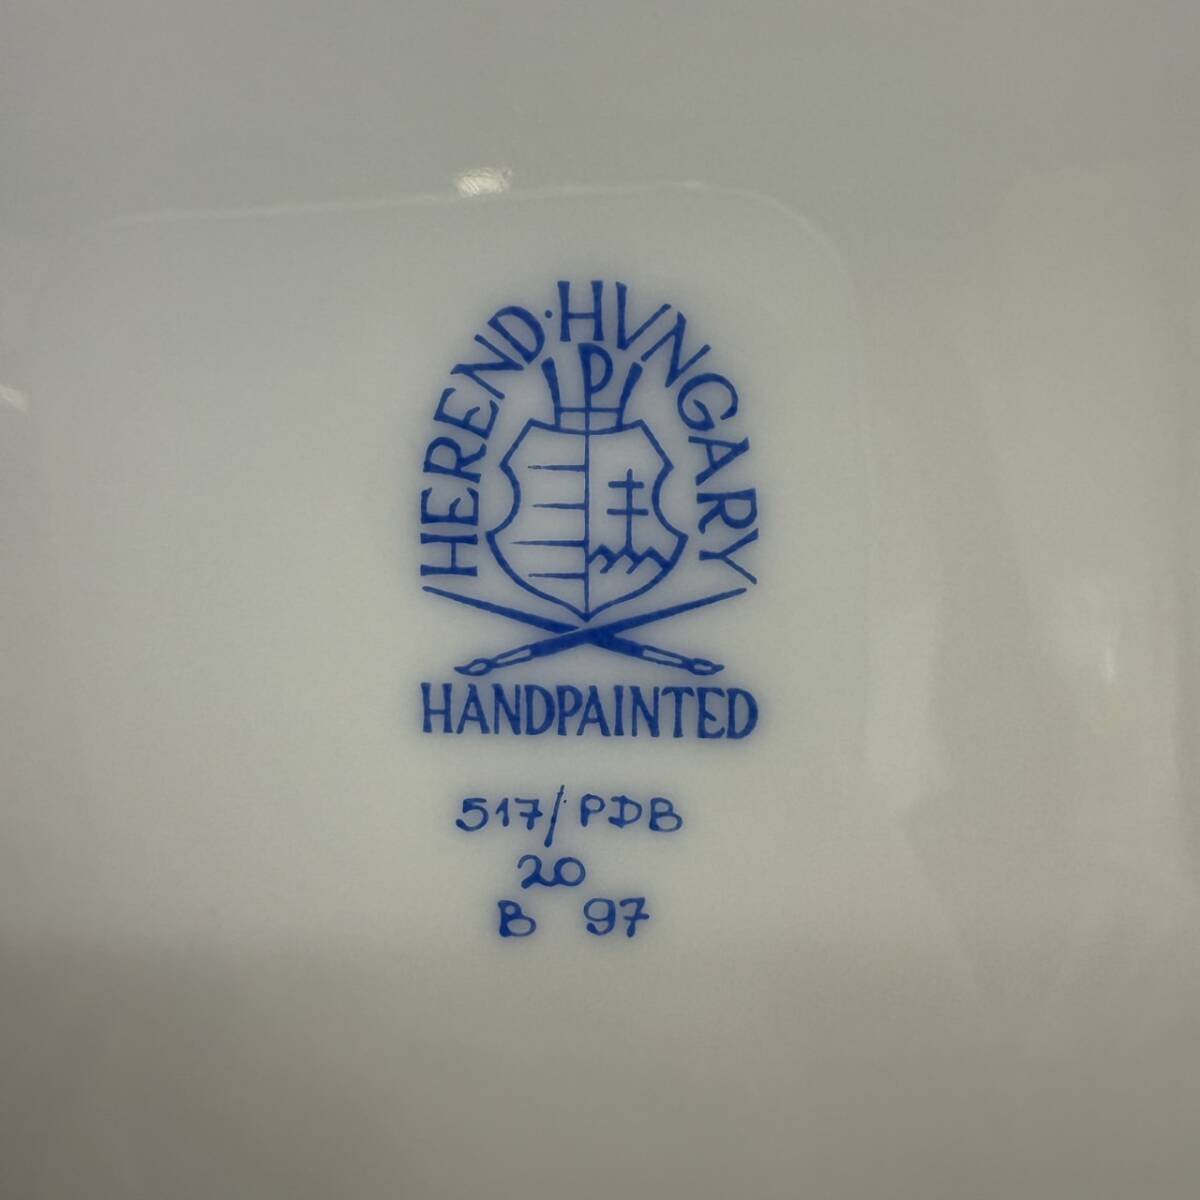 HEREND·HVNGARY
P
HANDPAINTED
517/PDB
20
B 97